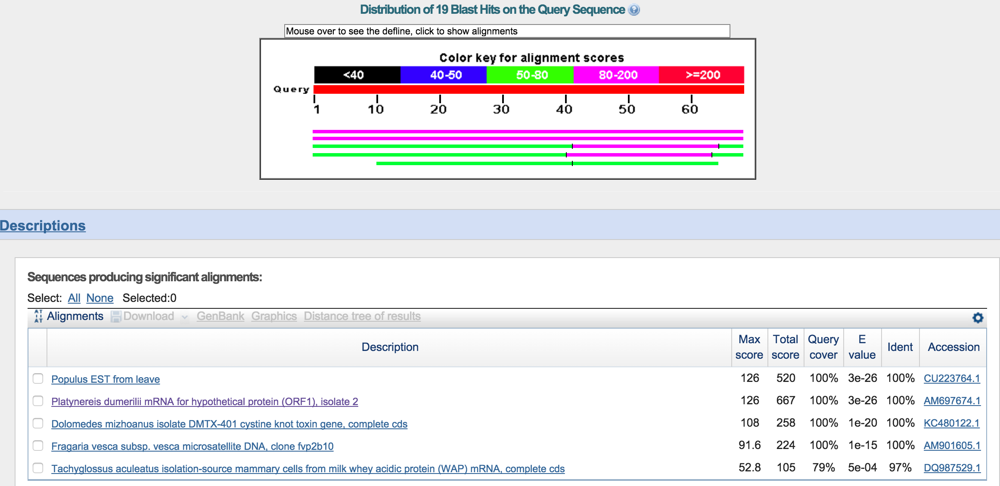 Distribution of 19 Blast Hits on the Query Sequence ?
Mouse over to see the defline, click to show alignments
Color key for alignment scores
<40 40-50 50-80 80-200 >=200
Query
1 10 20 30 40 50 60
Descriptions
Sequences producing significant alignments:
Select: All None Selected:0
AT AT Alignments Download GenBank Graphics Distance tree of results
Description Max score Total score Query cover E value Ident Accession
Populus EST from leave 126 520 100% 3e-26 100% CU223764.1
Platynereis dumerilii mRNA for hypothetical protein (ORF1), isolate 2 126 667 100% 3e-26 100% AM697674.1
Dolomedes mizhoanus isolate DMTX-401 cystine knot toxin gene, complete cds 108 258 100% 1e-20 100% KC480122.1
Fragaria vesca subsp. vesca microsatellite DNA, clone fvp2b10 91.6 224 100% 1e-15 100% AM901605.1
Tachyglossus aculeatus isolation-source mammary cells from milk whey acidic protein (WAP) mRNA, complete cds 52.8 105 79% 5e-04 97% DQ987529.1